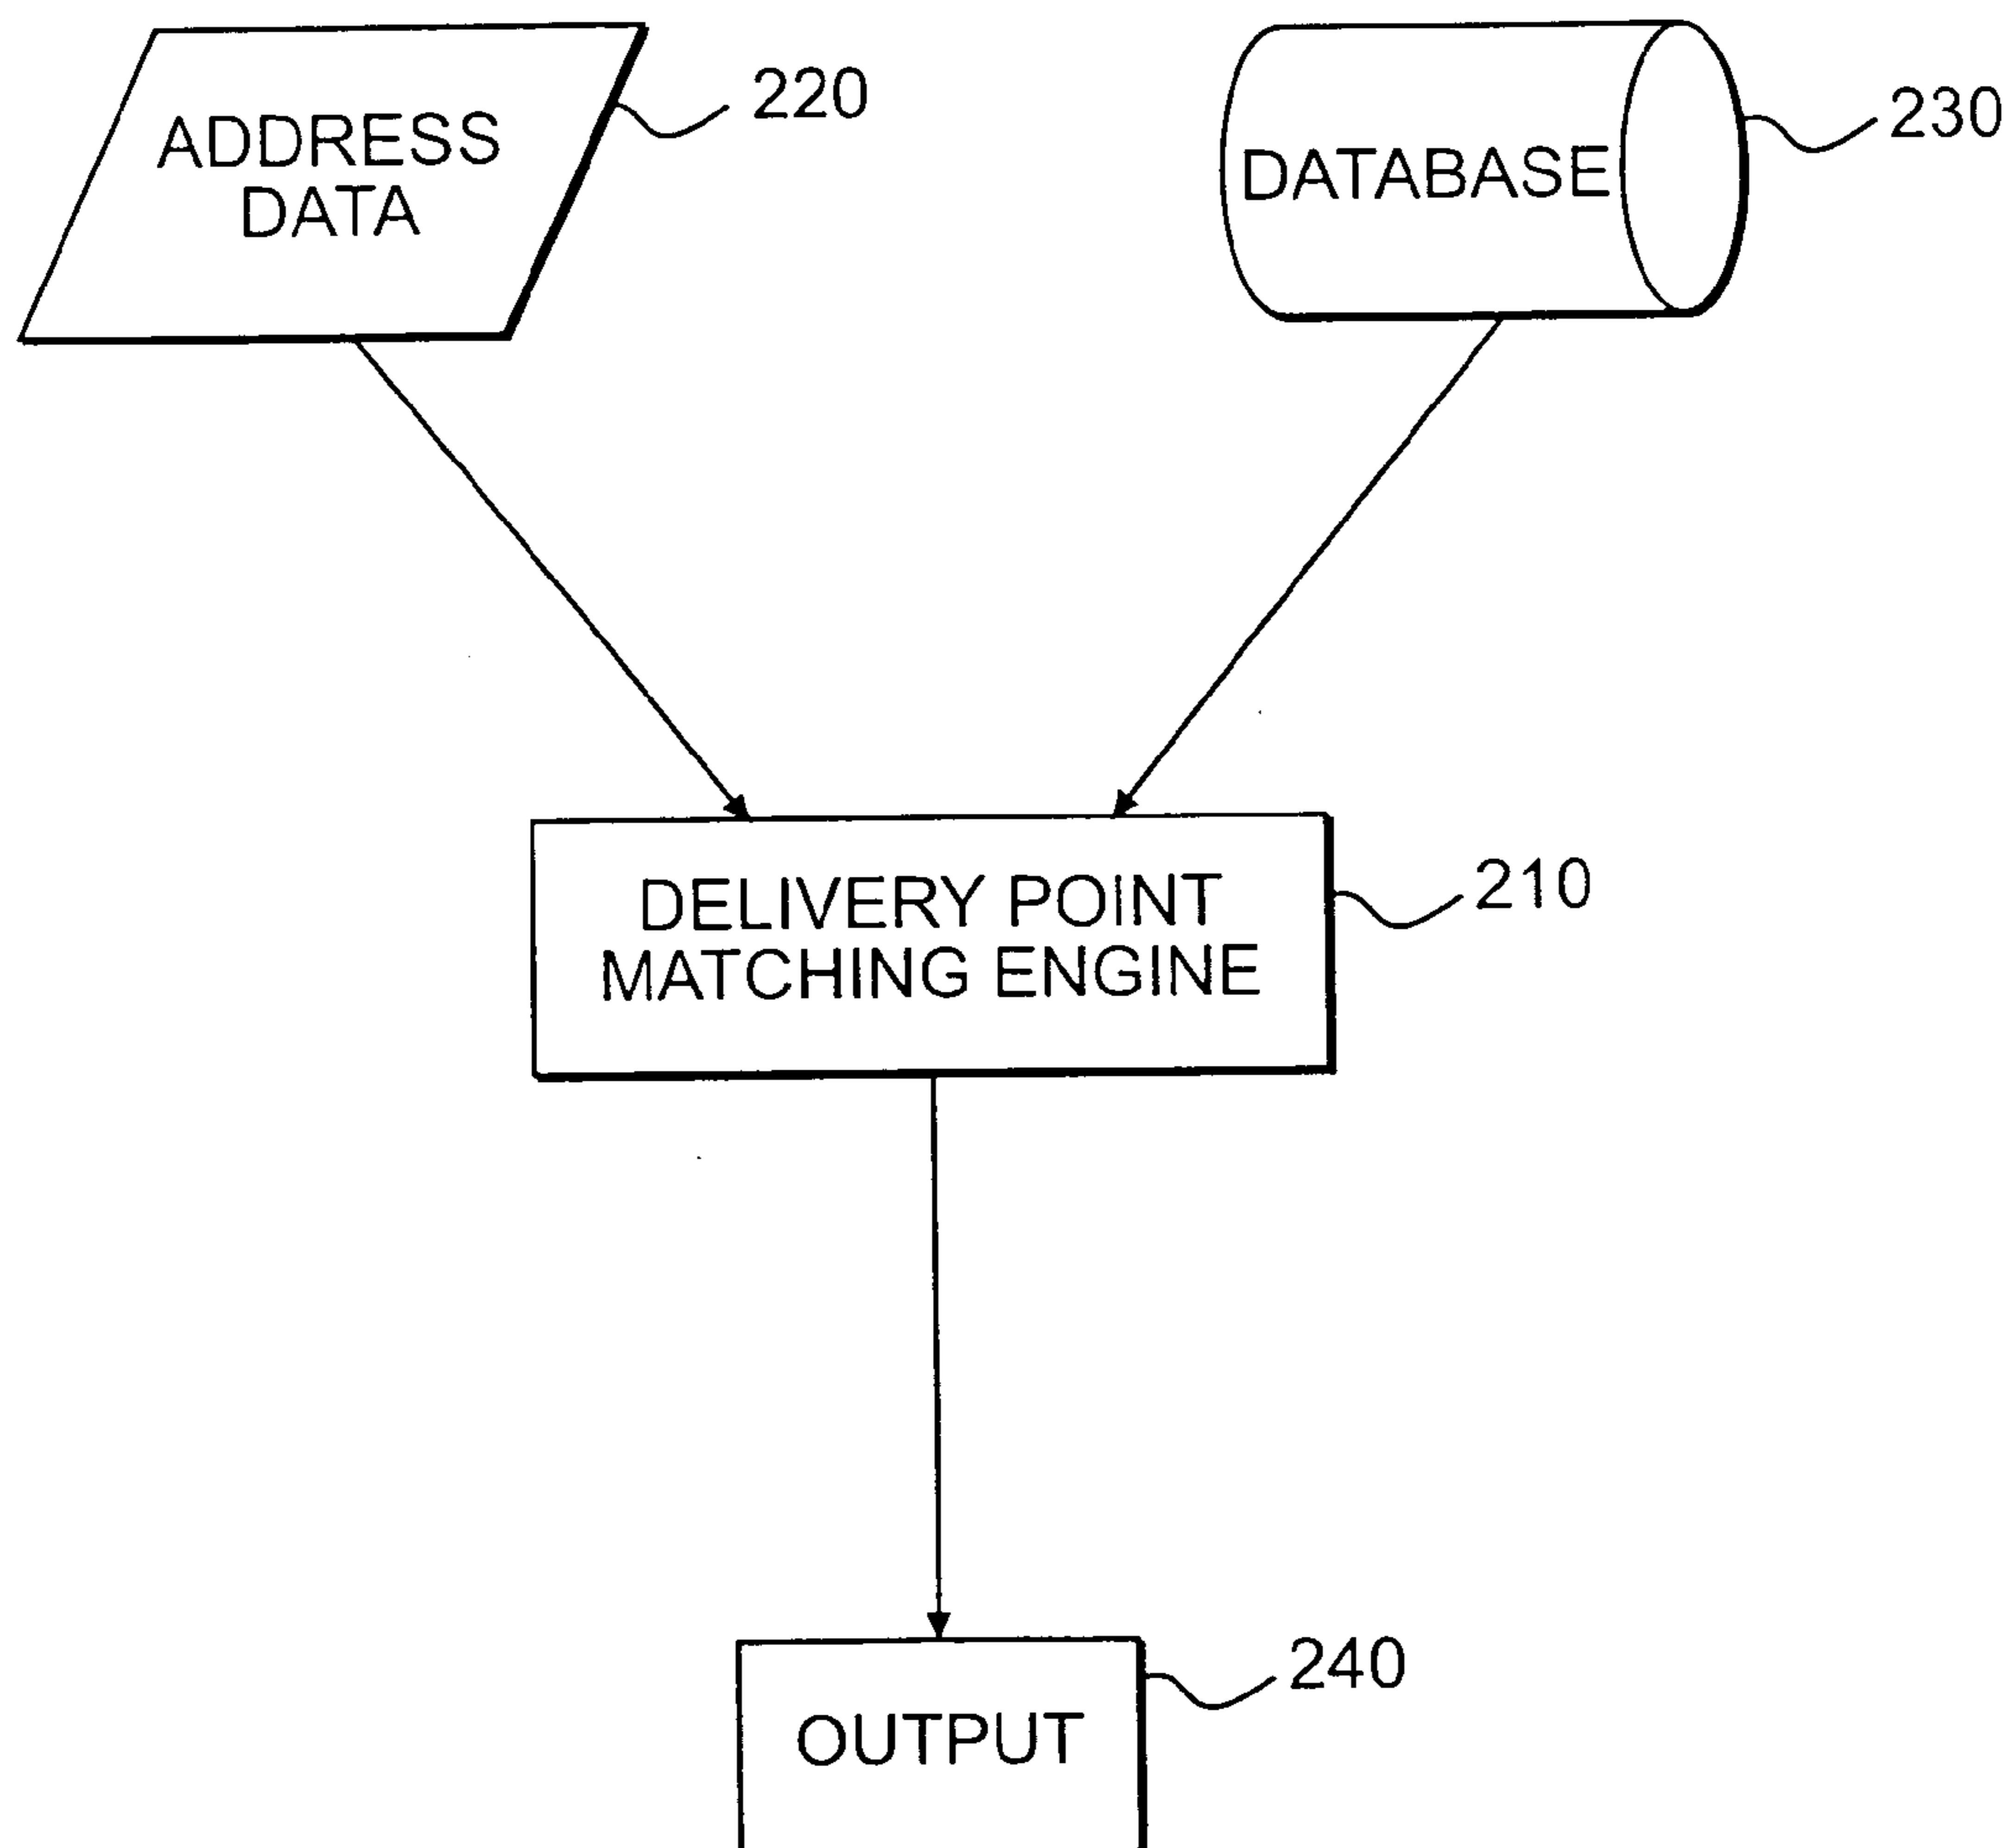 ADDRESS
DATA
220
DATABASE
230
DELIVERY POINT
MATCHING ENGINE
210
OUTPUT
240